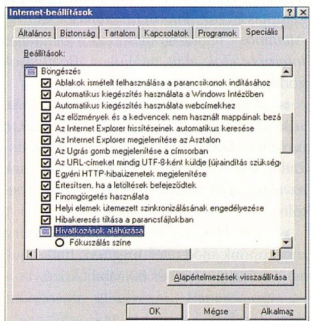 Internet-beállítások
Általános Biztonság Tartalom Kapcsolatok Programok Speciális
Beállítások:
Böngészés
Ablakok ismételt felhasználása a parancsikonok indításához
Automatikus kiegészítés használata a Windows Intézőben
Automatikus kiegészítés használata webcímekhez
Az előzmények és a kedvencek nem használt mappáinak bezá
Az Internet Explorer frissítéseinek automatikus keresése
Az Internet Explorer megjelenítése az Asztalon
Az Ugrás gomb megjelenítése a címsorban
Az URL-címeket mindig UTF-8-ként küldje (újraindítás szüksége
Egyéni HTTP-hibaüzenetek megjelenítése
Értesítsen, ha a letöltések befejeződtek
Finomgörgetés használata
Helyi elemek ütemezett szinkronizálásának engedélyezése
Hibakeresés tiltása a parancsfájlokban
Hivatkozások aláhúzása
Fókuszálás színe
Alapértelmezések visszaállítása
OK Mégse Alkalmaz